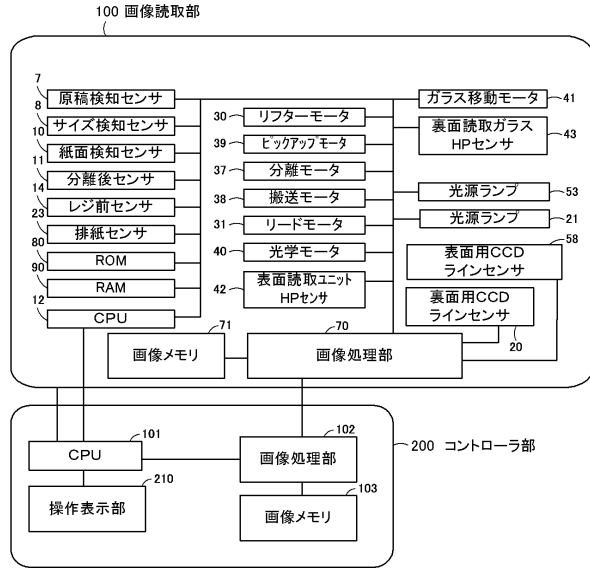 100 画像読取部
7
原稿検知センサ
8
サイズ検知センサ
10
紙面検知センサ
11
分離後センサ
14
レジ前センサ
23
排紙センサ
80
ROM
90
RAM
12
CPU
30
リフターモータ
39
ピックアップモータ
37
分離モータ
38
搬送モータ
31
リードモータ
40
光学モータ
42
表面読取ユニット
HPセンサ
ガラス移動モータ
41
裏面読取ガラス
HPセンサ
43
光源ランプ
53
光源ランプ
21
58
表面用CCD
ラインセンサ
裏面用CCD
ラインセンサ
20
71
画像メモリ
70
画像処理部
101
CPU
210
操作表示部
102
画像処理部
103
画像メモリ
200 コントローラ部